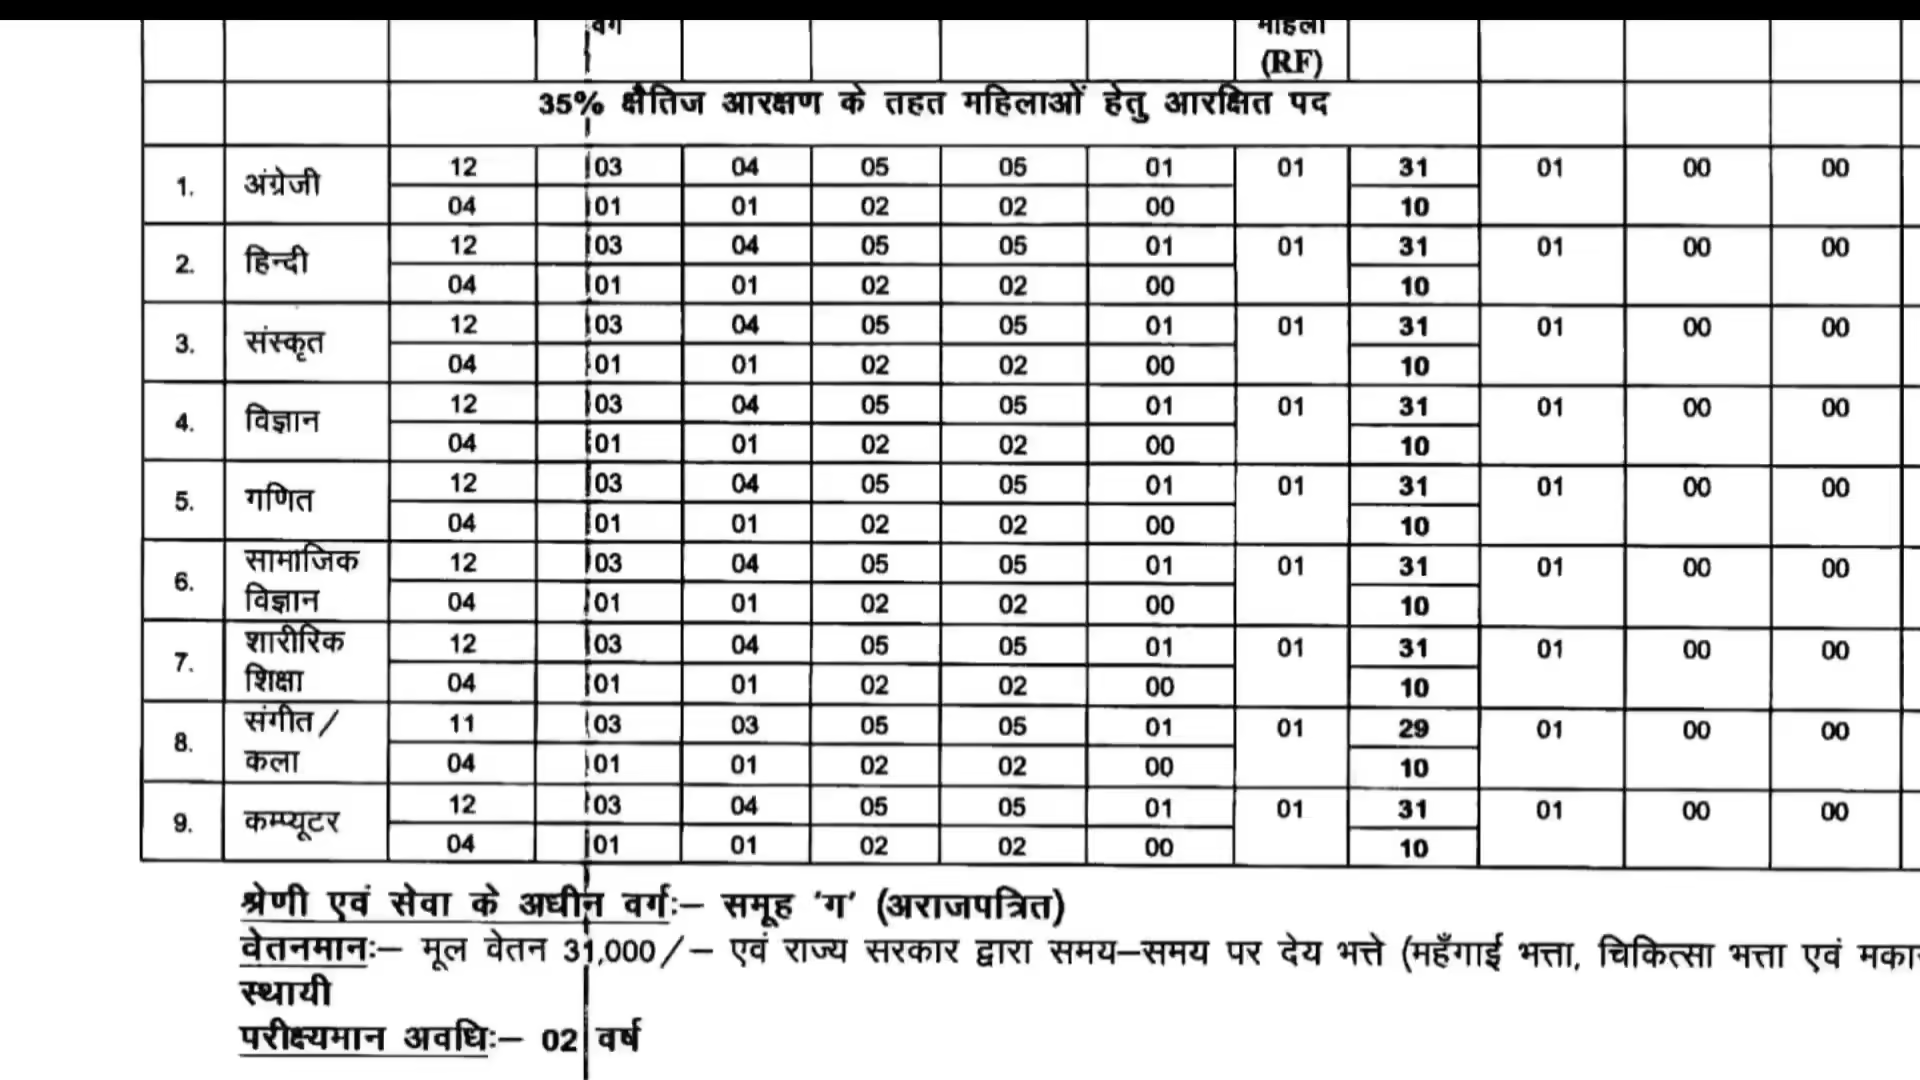 वर्ग महिला
(RF)
35% क्षैतिज आरक्षण के तहत महिलाओं हेतु आरक्षित पद
1. अंग्रेजी 12 03 04 05 05 01 01 31 01 00 00
04 01 01 02 02 00 10
2. हिन्दी 12 03 04 05 05 01 01 31 01 00 00
04 01 01 02 02 00 10
3. संस्कृत 12 03 04 05 05 01 01 31 01 00 00
04 01 01 02 02 00 10
4. विज्ञान 12 03 04 05 05 01 01 31 01 00 00
04 01 01 02 02 00 10
5. गणित 12 03 04 05 05 01 01 31 01 00 00
04 01 01 02 02 00 10
6. सामाजिक 12 03 04 05 05 01 01 31 01 00 00
विज्ञान 04 01 01 02 02 00 10
7. शारीरिक 12 03 04 05 05 01 01 31 01 00 00
शिक्षा 04 01 01 02 02 00 10
8. संगीत / 11 03 03 05 05 01 01 29 01 00 00
कला 04 01 01 02 02 00 10
9. कम्प्यूटर 12 03 04 05 05 01 01 31 01 00 00
04 01 01 02 02 00 10
श्रेणी एवं सेवा के अधीन वर्गः– समूह 'ग' (अराजपत्रित)
वेतनमानः– मूल वेतन 31,000/– एवं राज्य सरकार द्वारा समय–समय पर देय भत्ते (महँगाई भत्ता, चिकित्सा भत्ता एवं
स्थायी
परीक्ष्यमान अवधिः– 02 वर्ष